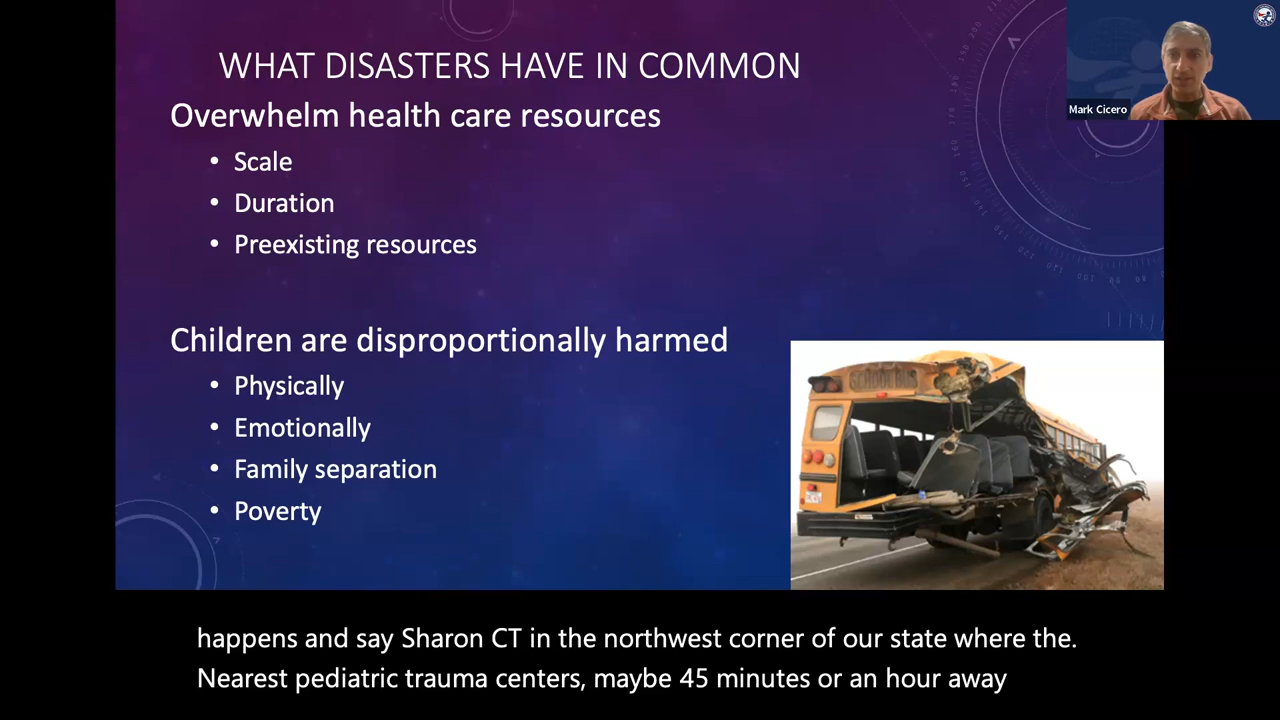 WHAT DISASTERS HAVE IN COMMON
Mark Cicero
Overwhelm health care resources
• Scale
• Duration
• Preexisting resources
Children are disproportionally harmed
• Physically
• Emotionally
• Family separation
• Poverty
SCHOOL BUS
happens and say Sharon CT in the northwest corner of our state where the.
Nearest pediatric trauma centers, maybe 45 minutes or an hour away